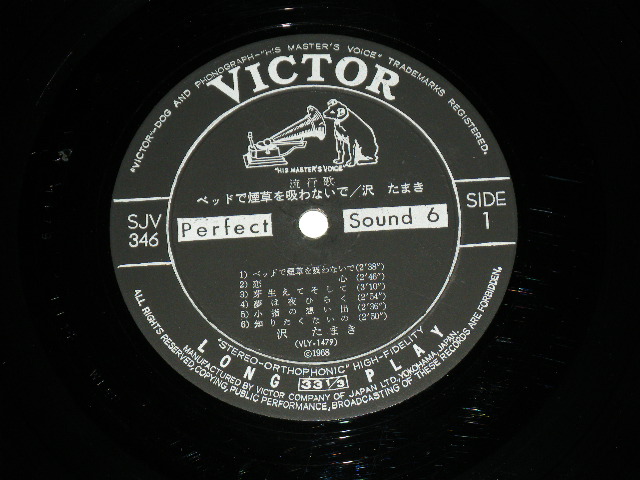 "VICTOR—DOG AND PHONOGRAPH—"HIS MASTER'S VOICE" TRADEMARKS REGISTERED.
VICTOR
"HIS MASTER'S VOICE"
流行歌
ベッドで煙草を吸わないで/沢 たまき
SJV
346
Perfect Sound 6
SIDE
1
1) ベッドで煙草を吸わないで(2'38")
2) 恋 心 (2'46")
3) 芽生えてそして(3'10")
4) 夢は夜ひらく (2'54")
5) 小指の想い出 (2'36")
6) 知りたくないの (2'50")
沢 たまき
(VLY-1479)
©1968
"STEREO-ORTHOPHONIC" HIGH-FIDELITY
LONG 33 1/3 PLAY
MANUFACTURED BY VICTOR COMPANY OF JAPAN LTD, YOKOHAMA, JAPAN.
ALL RIGHTS RESERVED, COPYING, PUBLIC PERFORMANCE, BROADCASTING OF THESE RECORDS ARE FORBIDDEN.